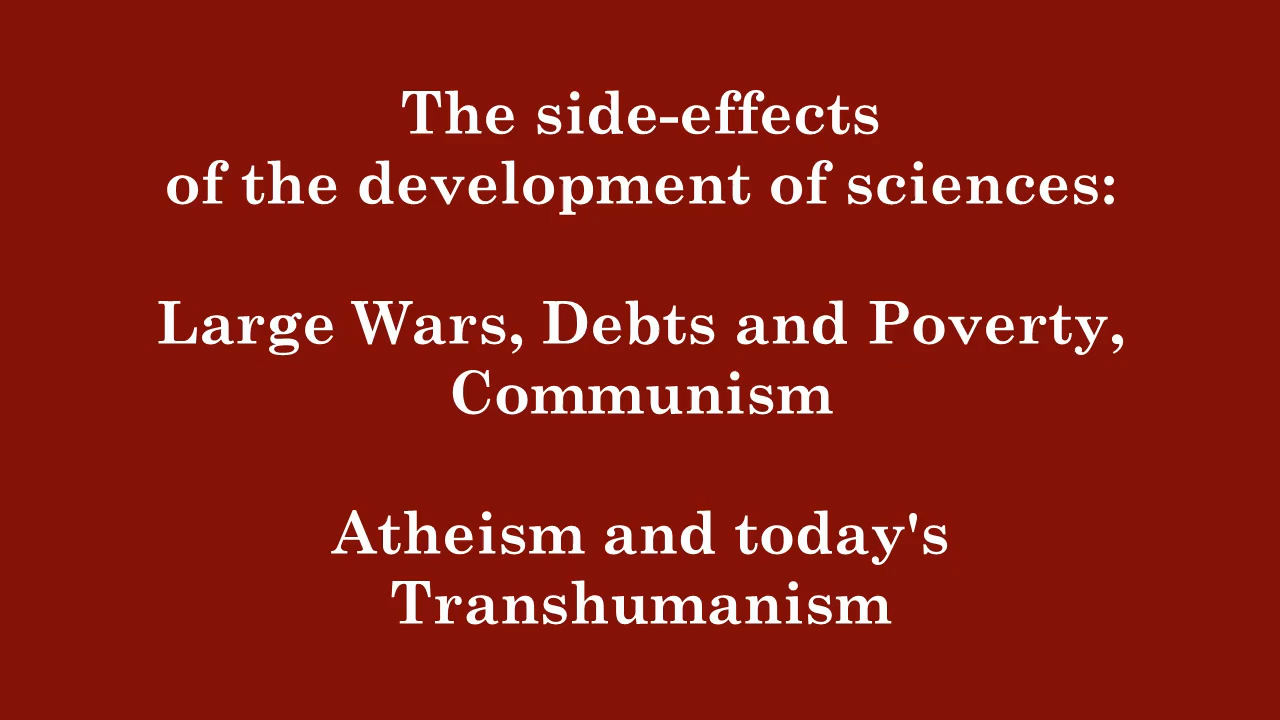 The side-effects
of the development of sciences:
Large Wars, Debts and Poverty,
Communism
Atheism and today's
Transhumanism